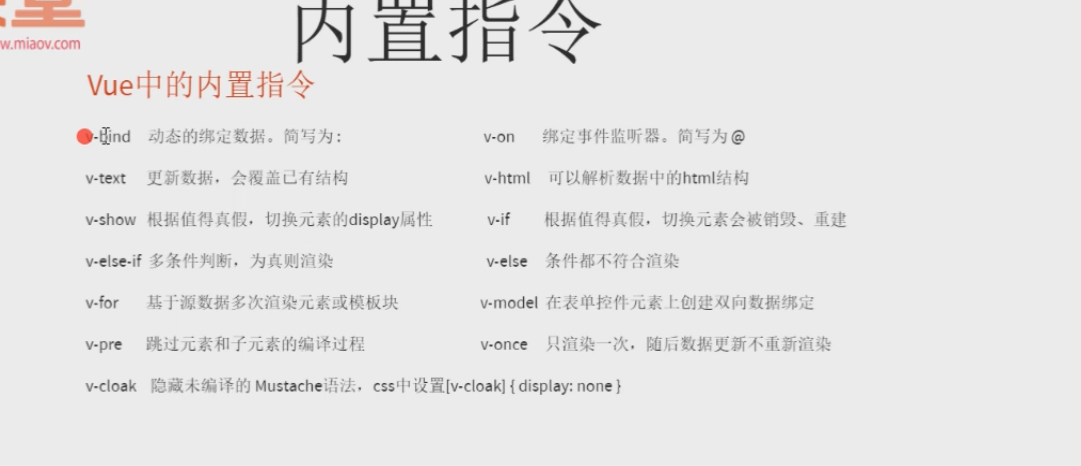 堂
www.miaov.com
内置指令
Vue中的内置指令
v-bind 动态的绑定数据。简写为 : v-on 绑定事件监听器。简写为 @
v-text 更新数据，会覆盖已有结构 v-html 可以解析数据中的html结构
v-show 根据值得真假，切换元素的display属性 v-if 根据值得真假，切换元素会被销毁、重建
v-else-if 多条件判断，为真则渲染 v-else 条件都不符合渲染
v-for 基于源数据多次渲染元素或模板块 v-model 在表单控件元素上创建双向数据绑定
v-pre 跳过元素和子元素的编译过程 v-once 只渲染一次，随后数据更新不重新渲染
v-cloak 隐藏未编译的 Mustache语法，css中设置[v-cloak] { display: none }